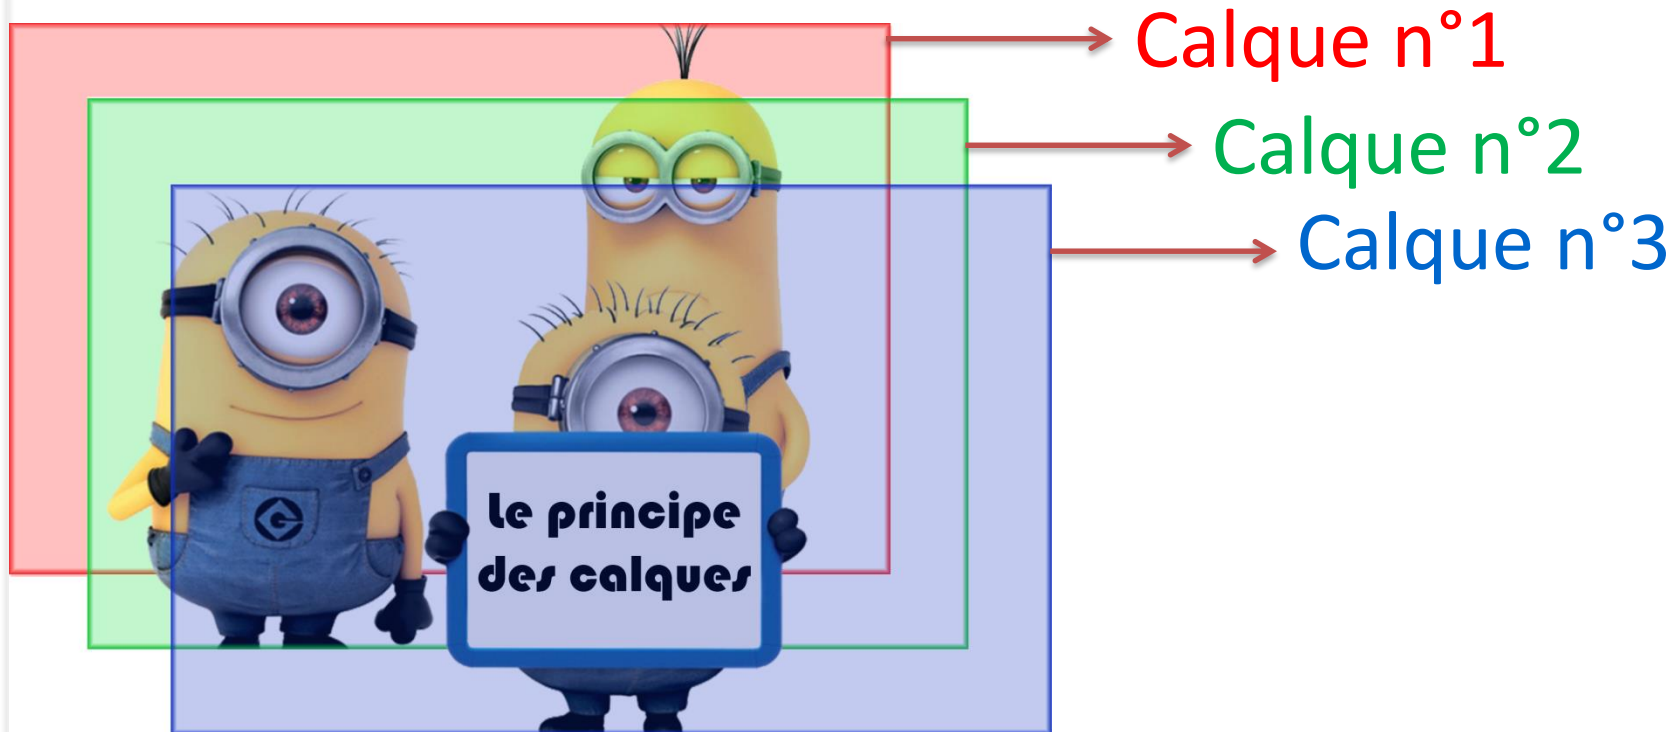 Calque n°1
Calque n°2
Calque n°3
Le principe
des calques